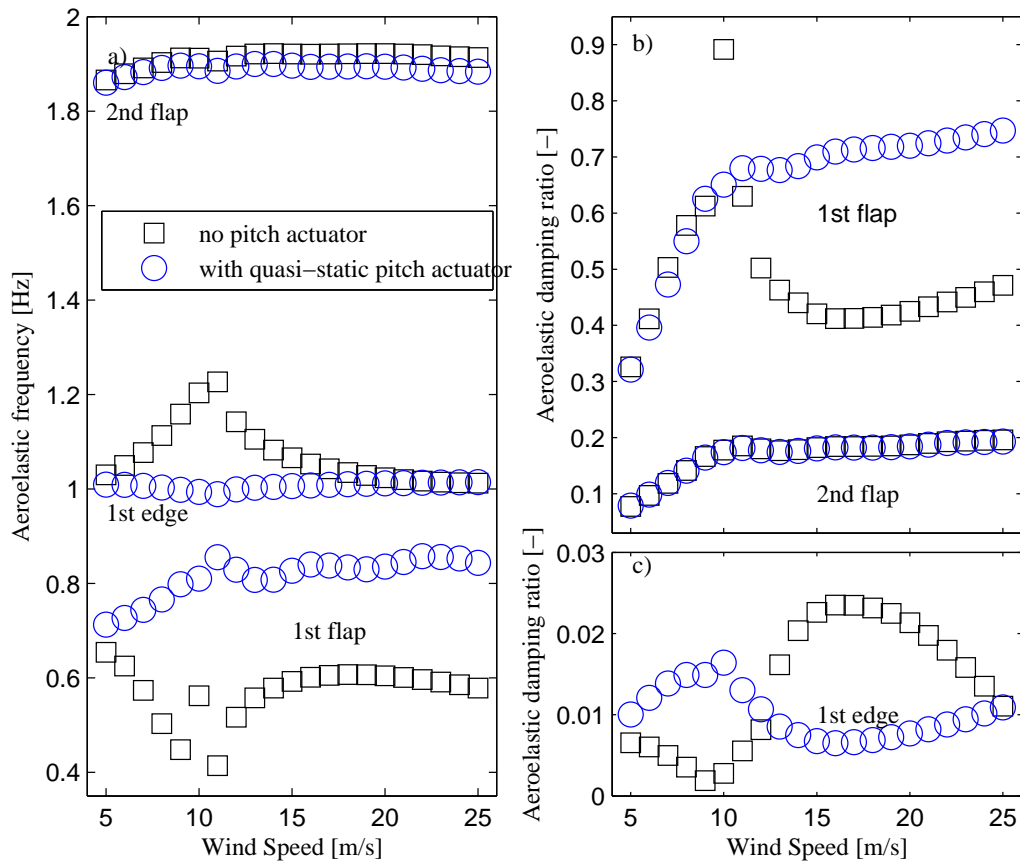 a)
2nd flap
no pitch actuator
with quasi−static pitch actuator
1st edge
1st flap
2
1.8
1.6
1.4
1.2
1
0.8
0.6
0.4
Aeroelastic frequency [Hz]
5 10 15 20 25
Wind Speed [m/s]
b)
1st flap
2nd flap
0.9
0.8
0.7
0.6
0.5
0.4
0.3
0.2
0.1
Aeroelastic damping ratio [−]
c)
1st edge
0.03
0.02
0.01
0
Aeroelastic damping ratio [−]
5 10 15 20 25
Wind Speed [m/s]